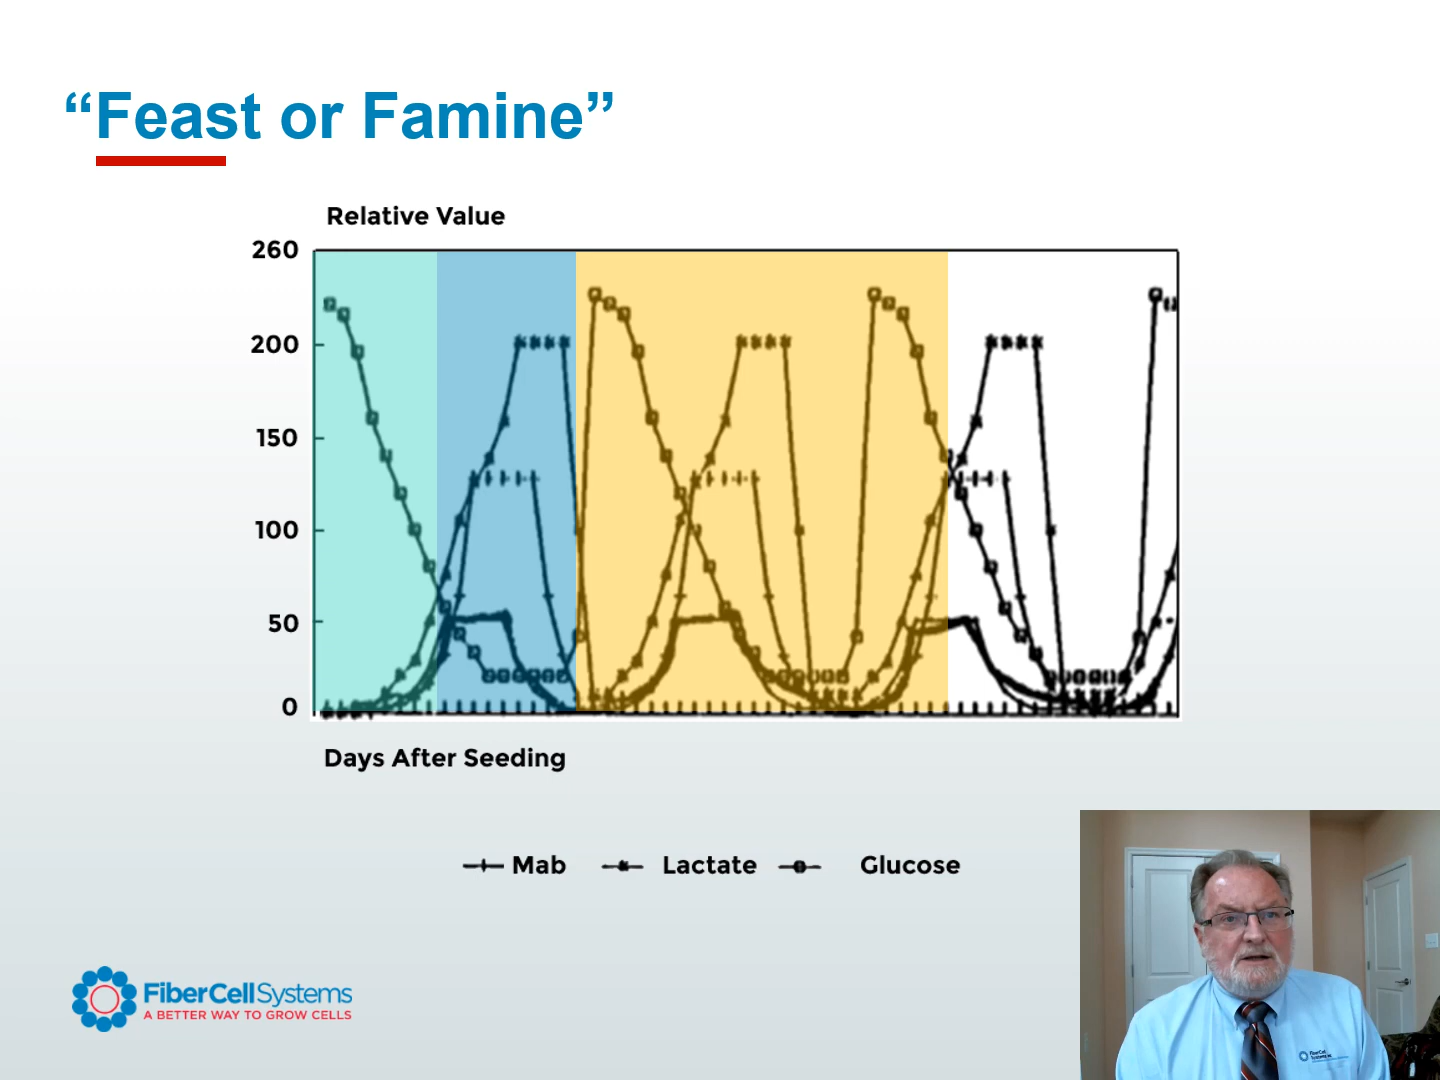 “Feast or Famine”
Relative Value
260
200
150
100
50
0
Days After Seeding
Mab Lactate Glucose
FiberCellSystems
A BETTER WAY TO GROW CELLS
FiberCell